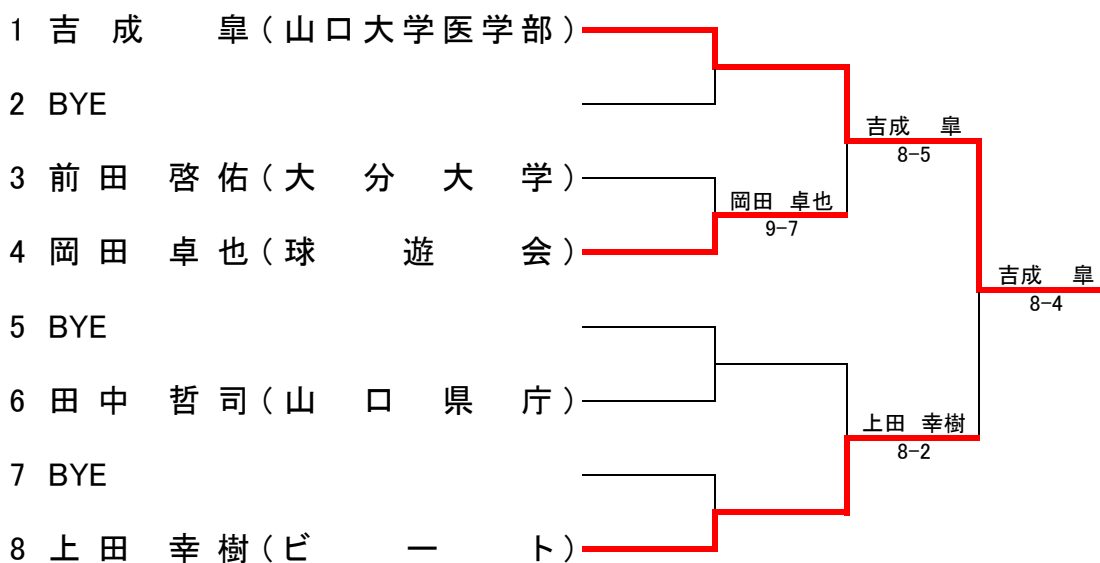 1 吉成 皐(山口大学医学部)
2 BYE
3 前田 啓佑(大分大学)
4 岡田 卓也(球遊会)
5 BYE
6 田中 哲司(山口県庁)
7 BYE
8 上田 幸樹(ビート)
岡田 卓也
9-7
吉成 皐
8-5
上田 幸樹
8-2
吉成 皐
8-4